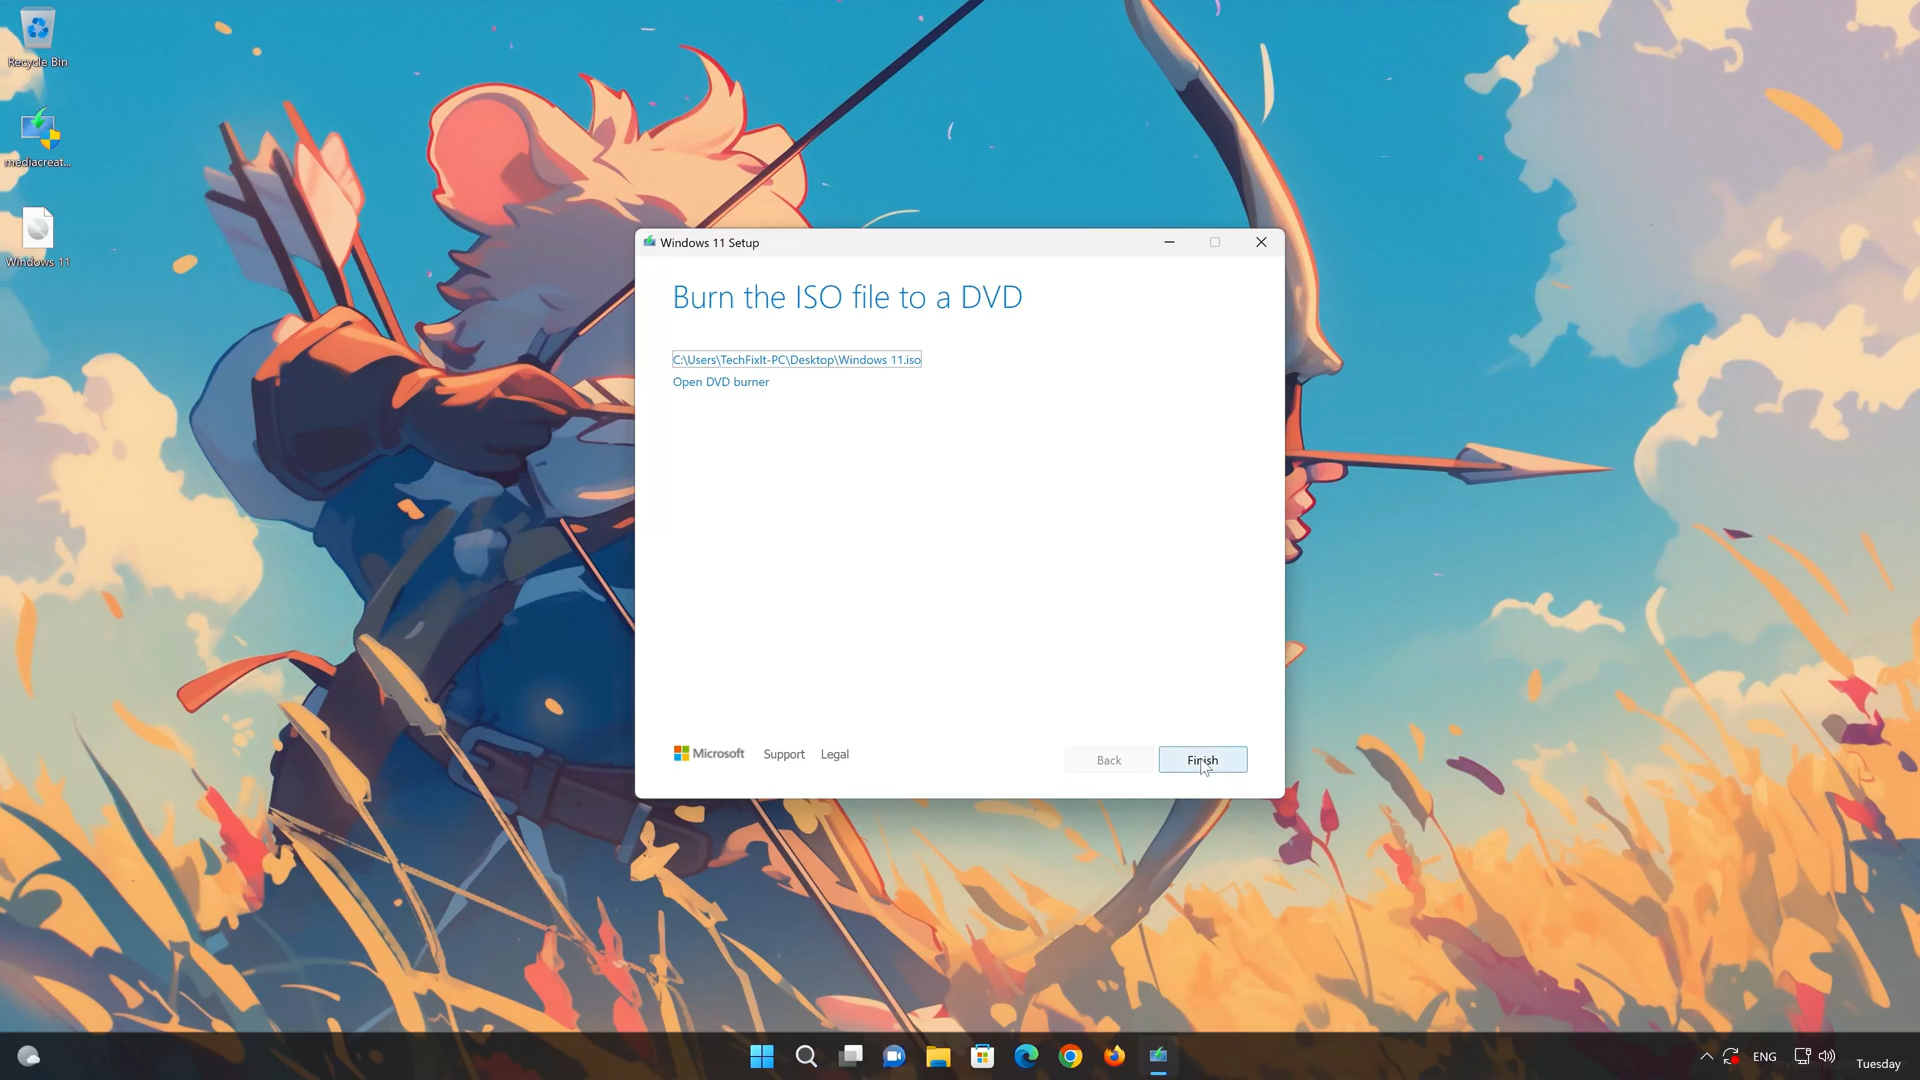 Recycle Bin
mediacreat...
Windows 11
Windows 11 Setup
Burn the ISO file to a DVD
C:\Users\TechFixIt-PC\Desktop\Windows 11.iso
Open DVD burner
Microsoft
Support
Legal
Back
Finish
ENG
Tuesday